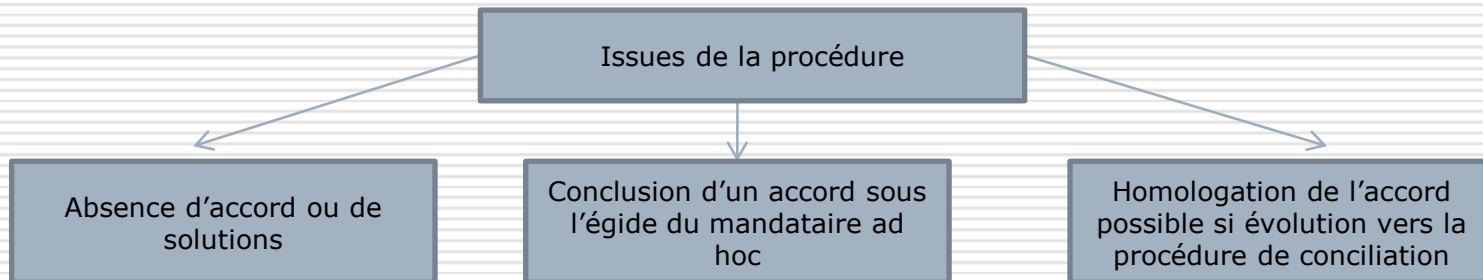 Issues de la procédure
Absence d’accord ou de
solutions
Conclusion d’un accord sous
l’égide du mandataire ad
hoc
Homologation de l’accord
possible si évolution vers la
procédure de conciliation